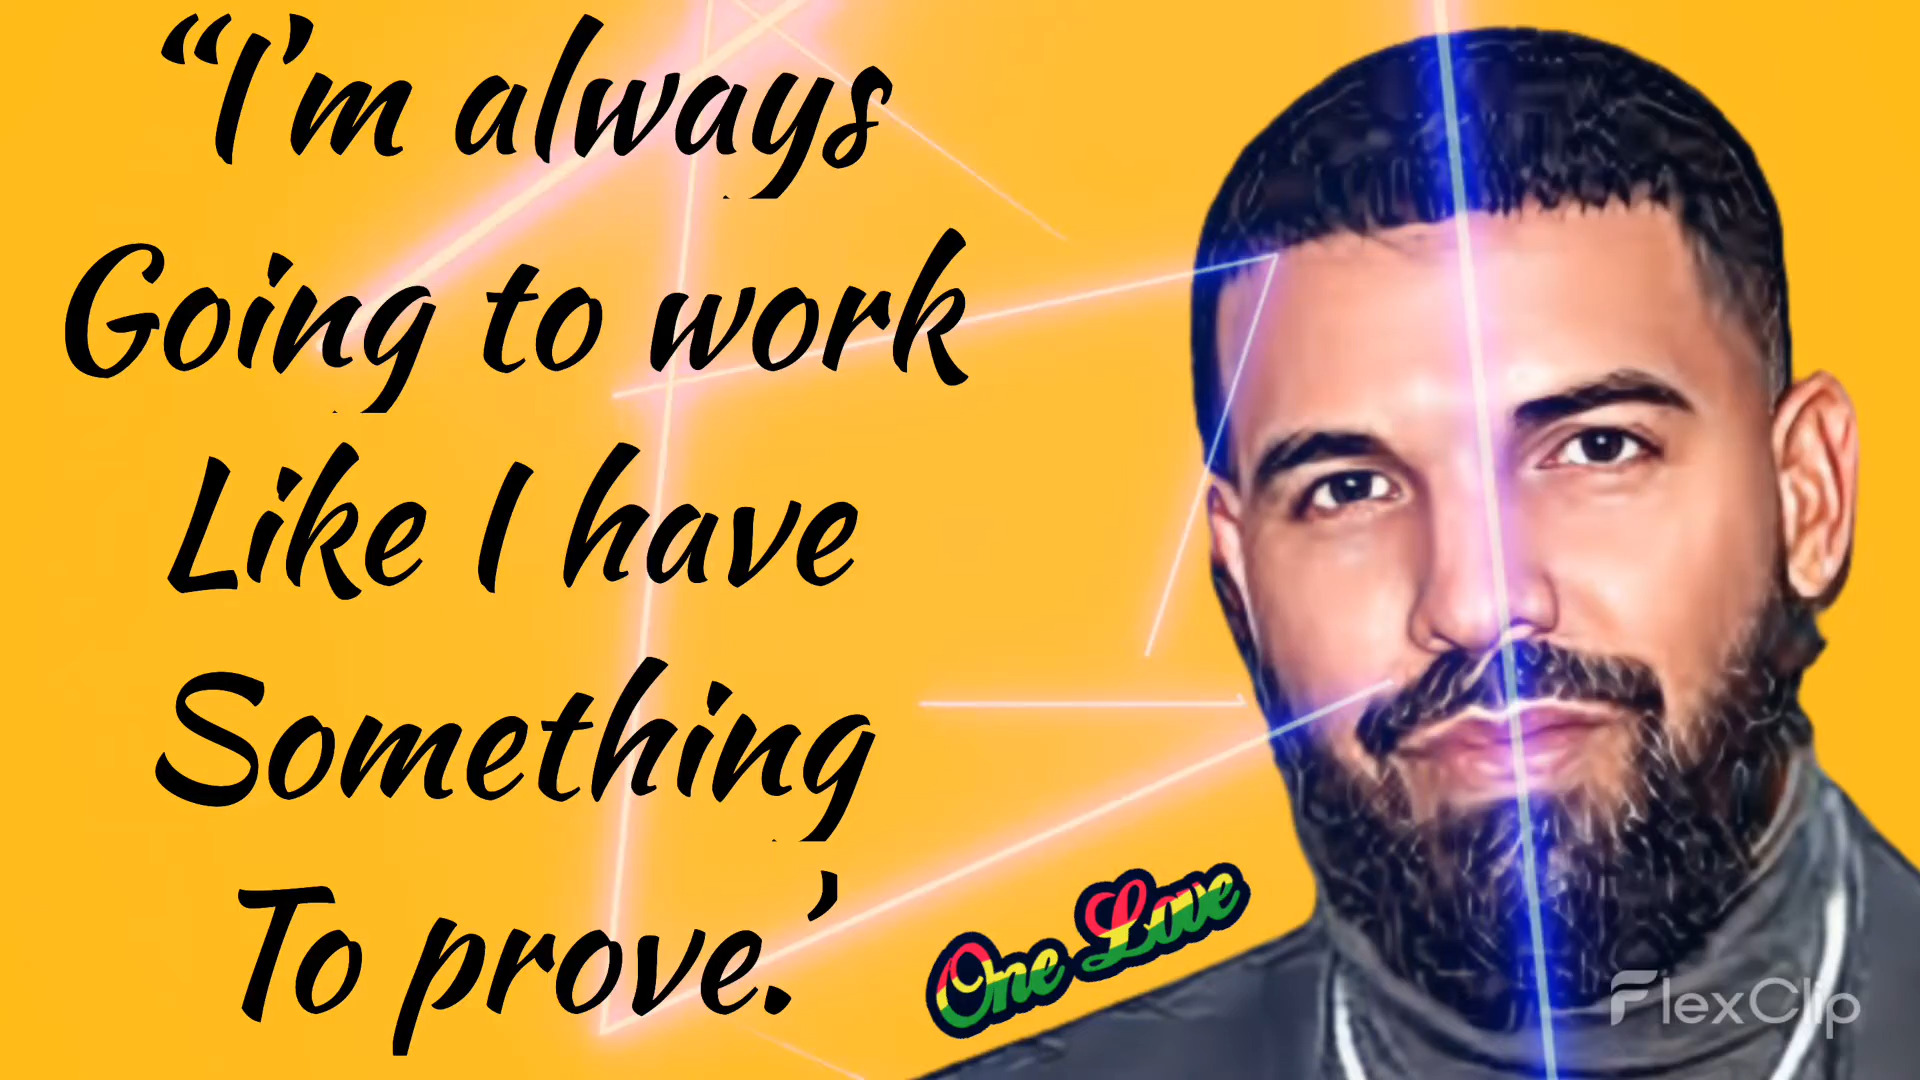 “I’m always
Going to work
Like I have
Something
To prove.’
One Love
FlexClip